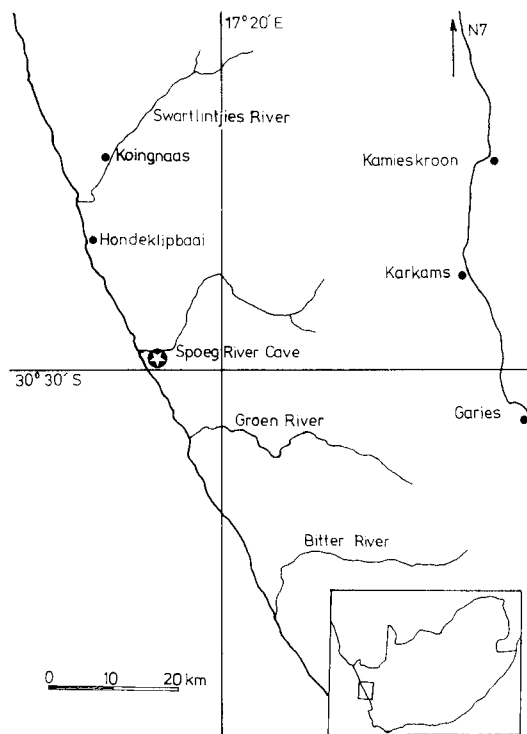 17°20′E
N7
Swartlintjies River
Koingnaas
Kamieskroon
Hondeklipbaai
Karkams
Spoeg River Cave
30°30′S
Groen River
Garies
Bitter River
0 10 20 km